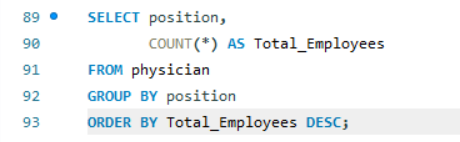 89 SELECT position,
90 COUNT(*) AS Total_Employees
91 FROM physician
92 GROUP BY position
93 ORDER BY Total_Employees DESC;